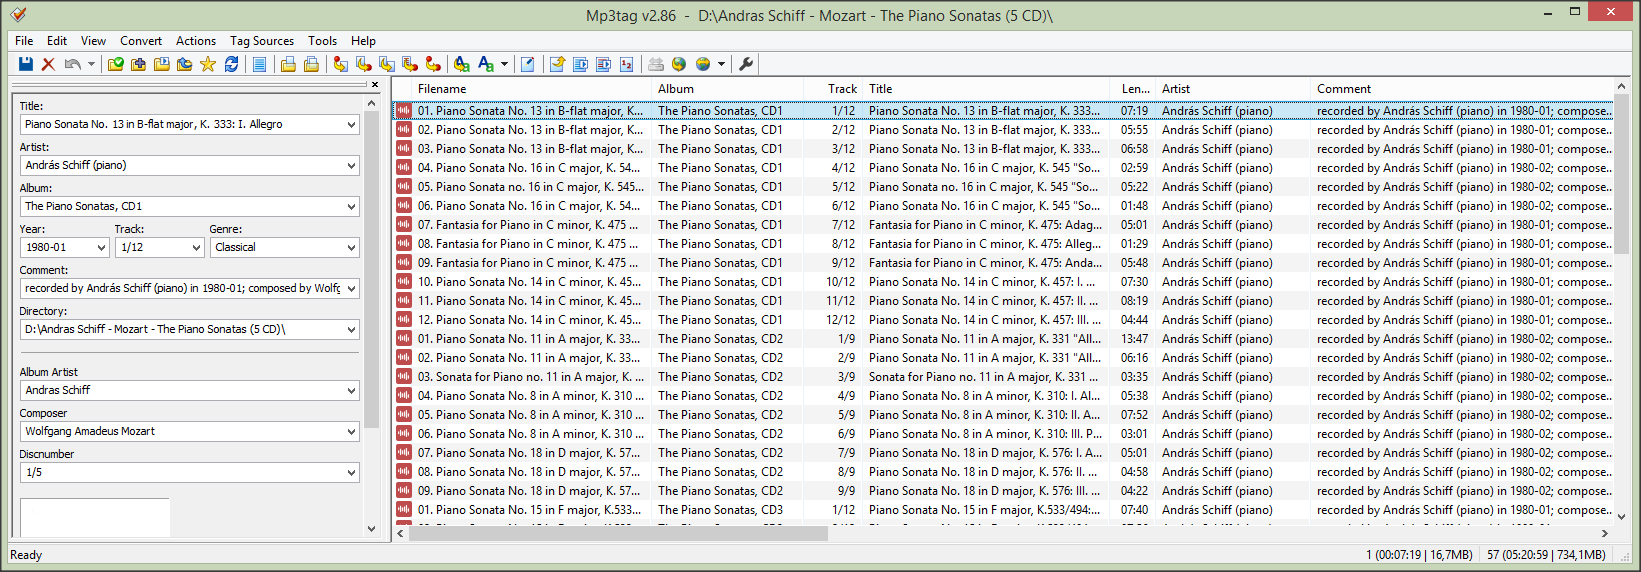 Mp3tag v2.86 - D:\Andras Schiff - Mozart - The Piano Sonatas (5 CD)\
File Edit View Convert Actions Tag Sources Tools Help
Title:
Piano Sonata No. 13 in B-flat major, K. 333: I. Allegro
Artist:
András Schiff (piano)
Album:
The Piano Sonatas, CD1
Year: Track: Genre:
1980-01 1/12 Classical
Comment:
recorded by András Schiff (piano) in 1980-01; composed by Wolfg
Directory:
D:\Andras Schiff - Mozart - The Piano Sonatas (5 CD)\
Album Artist
Andras Schiff
Composer
Wolfgang Amadeus Mozart
Discnumber
1/5
Filename Album Track Title Len... Artist Comment
01. Piano Sonata No. 13 in B-flat major, K... The Piano Sonatas, CD1 1/12 Piano Sonata No. 13 in B-flat major, K. 333... 07:19 András Schiff (piano) recorded by András Schiff (piano) in 1980-01; compose...
02. Piano Sonata No. 13 in B-flat major, K... The Piano Sonatas, CD1 2/12 Piano Sonata No. 13 in B-flat major, K. 333... 05:55 András Schiff (piano) recorded by András Schiff (piano) in 1980-01; compose...
03. Piano Sonata No. 13 in B-flat major, K... The Piano Sonatas, CD1 3/12 Piano Sonata No. 13 in B-flat major, K. 333... 06:58 András Schiff (piano) recorded by András Schiff (piano) in 1980-01; compose...
04. Piano Sonata No. 16 in C major, K. 54... The Piano Sonatas, CD1 4/12 Piano Sonata No. 16 in C major, K. 545 "So... 02:59 András Schiff (piano) recorded by András Schiff (piano) in 1980-02; compose...
05. Piano Sonata no. 16 in C major, K. 545... The Piano Sonatas, CD1 5/12 Piano Sonata no. 16 in C major, K. 545 "So... 05:22 András Schiff (piano) recorded by András Schiff (piano) in 1980-02; compose...
06. Piano Sonata No. 16 in C major, K. 54... The Piano Sonatas, CD1 6/12 Piano Sonata No. 16 in C major, K. 545 "So... 01:48 András Schiff (piano) recorded by András Schiff (piano) in 1980-02; compose...
07. Fantasia for Piano in C minor, K. 475 ... The Piano Sonatas, CD1 7/12 Fantasia for Piano in C minor, K. 475: Adag... 05:01 András Schiff (piano) recorded by András Schiff (piano) in 1980-01; compose...
08. Fantasia for Piano in C minor, K. 475 ... The Piano Sonatas, CD1 8/12 Fantasia for Piano in C minor, K. 475: Alleg... 01:29 András Schiff (piano) recorded by András Schiff (piano) in 1980-01; compose...
09. Fantasia for Piano in C minor, K. 475 ... The Piano Sonatas, CD1 9/12 Fantasia for Piano in C minor, K. 475: Anda... 05:48 András Schiff (piano) recorded by András Schiff (piano) in 1980-01; compose...
10. Piano Sonata No. 14 in C minor, K. 45... The Piano Sonatas, CD1 10/12 Piano Sonata No. 14 in C minor, K. 457: I. ... 07:30 András Schiff (piano) recorded by András Schiff (piano) in 1980-01; compose...
11. Piano Sonata No. 14 in C minor, K. 45... The Piano Sonatas, CD1 11/12 Piano Sonata No. 14 in C minor, K. 457: II. ... 08:19 András Schiff (piano) recorded by András Schiff (piano) in 1980-01; compose...
12. Piano Sonata No. 14 in C minor, K. 45... The Piano Sonatas, CD1 12/12 Piano Sonata No. 14 in C minor, K. 457: III. ... 04:44 András Schiff (piano) recorded by András Schiff (piano) in 1980-01; compose...
01. Piano Sonata No. 11 in A major, K. 33... The Piano Sonatas, CD2 1/9 Piano Sonata No. 11 in A major, K. 331 "All... 13:47 András Schiff (piano) recorded by András Schiff (piano) in 1980-02; compose...
02. Piano Sonata No. 11 in A major, K. 33... The Piano Sonatas, CD2 2/9 Piano Sonata No. 11 in A major, K. 331 "All... 06:16 András Schiff (piano) recorded by András Schiff (piano) in 1980-02; compose...
03. Sonata for Piano no. 11 in A major, K. ... The Piano Sonatas, CD2 3/9 Sonata for Piano no. 11 in A major, K. 331 ... 03:35 András Schiff (piano) recorded by András Schiff (piano) in 1980-02; compose...
04. Piano Sonata No. 8 in A minor, K. 310 ... The Piano Sonatas, CD2 4/9 Piano Sonata No. 8 in A minor, K. 310: I. Al... 05:38 András Schiff (piano) recorded by András Schiff (piano) in 1980-02; compose...
05. Piano Sonata No. 8 in A minor, K. 310 ... The Piano Sonatas, CD2 5/9 Piano Sonata No. 8 in A minor, K. 310: II. A... 07:52 András Schiff (piano) recorded by András Schiff (piano) in 1980-02; compose...
06. Piano Sonata No. 8 in A minor, K. 310 ... The Piano Sonatas, CD2 6/9 Piano Sonata No. 8 in A minor, K. 310: III. P... 03:01 András Schiff (piano) recorded by András Schiff (piano) in 1980-02; compose...
07. Piano Sonata No. 18 in D major, K. 57... The Piano Sonatas, CD2 7/9 Piano Sonata No. 18 in D major, K. 576: I. A... 05:01 András Schiff (piano) recorded by András Schiff (piano) in 1980-02; compose...
08. Piano Sonata No. 18 in D major, K. 57... The Piano Sonatas, CD2 8/9 Piano Sonata No. 18 in D major, K. 576: II. ... 04:58 András Schiff (piano) recorded by András Schiff (piano) in 1980-02; compose...
09. Piano Sonata No. 18 in D major, K. 57... The Piano Sonatas, CD2 9/9 Piano Sonata No. 18 in D major, K. 576: III. ... 04:22 András Schiff (piano) recorded by András Schiff (piano) in 1980-02; compose...
01. Piano Sonata No. 15 in F major, K.533... The Piano Sonatas, CD3 1/12 Piano Sonata No. 15 in F major, K.533/494:... 07:40 András Schiff (piano) recorded by András Schiff (piano) in 1980-01; compose...
Ready 1 (00:07:19 | 16,7MB) 57 (05:20:59 | 734,1MB)